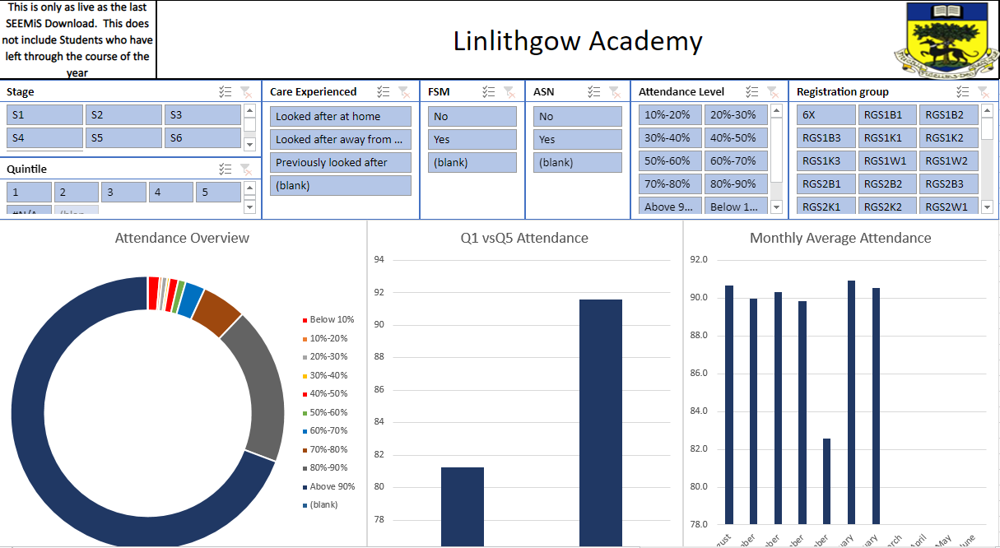 This is only as live as the last
SEEMiS Download.  This does
not include Students who have
left through the course of the
year
Linlithgow Academy
Stage
S1
S2
S3
S4
S5
S6
Quintile
1
2
3
4
5
#N/A
Care Experienced
Looked after at home
Looked after away from ...
Previously looked after
(blank)
FSM
No
Yes
(blank)
ASN
No
Yes
(blank)
Attendance Level
10%-20%
20%-30%
30%-40%
40%-50%
50%-60%
60%-70%
70%-80%
80%-90%
Above 9...
Below 1...
Registration group
6X
RGS1B1
RGS1B2
RGS1B3
RGS1K1
RGS1K2
RGS1K3
RGS1W1
RGS1W2
RGS2B1
RGS2B2
RGS2B3
RGS2K1
RGS2K2
RGS2W1
Attendance Overview
Below 10%
10%-20%
20%-30%
30%-40%
40%-50%
50%-60%
60%-70%
70%-80%
80%-90%
Above 90%
(blank)
Q1 vsQ5 Attendance
94
92
90
88
86
84
82
80
78
Monthly Average Attendance
92.0
90.0
88.0
86.0
84.0
82.0
80.0
78.0
May